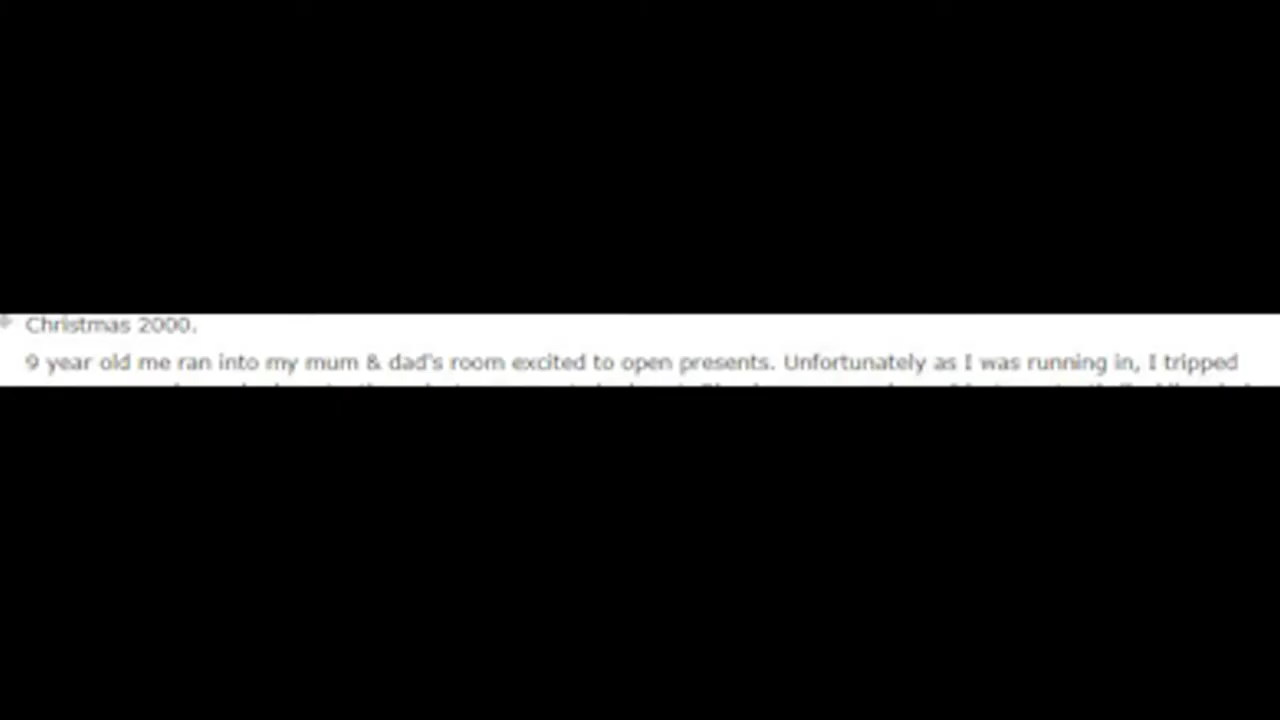 Christmas 2000.
9 year old me ran into my mum & dad's room excited to open presents. Unfortunately as I was running in, I tripped